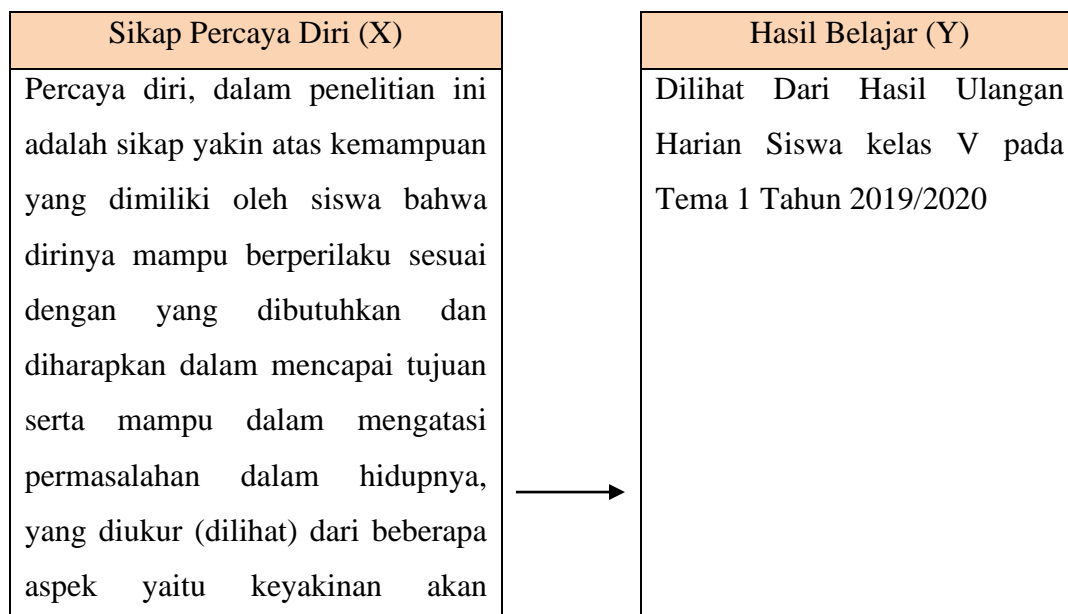 Sikap Percaya Diri (X)
Percaya diri, dalam penelitian ini
adalah sikap yakin atas kemampuan
yang dimiliki oleh siswa bahwa
dirinya mampu berperilaku sesuai
dengan yang dibutuhkan dan
diharapkan dalam mencapai tujuan
serta mampu dalam mengatasi
permasalahan dalam hidupnya,
yang diukur (dilihat) dari beberapa
aspek yaitu keyakinan akan
Hasil Belajar (Y)
Dilihat Dari Hasil Ulangan
Harian Siswa kelas V pada
Tema 1 Tahun 2019/2020